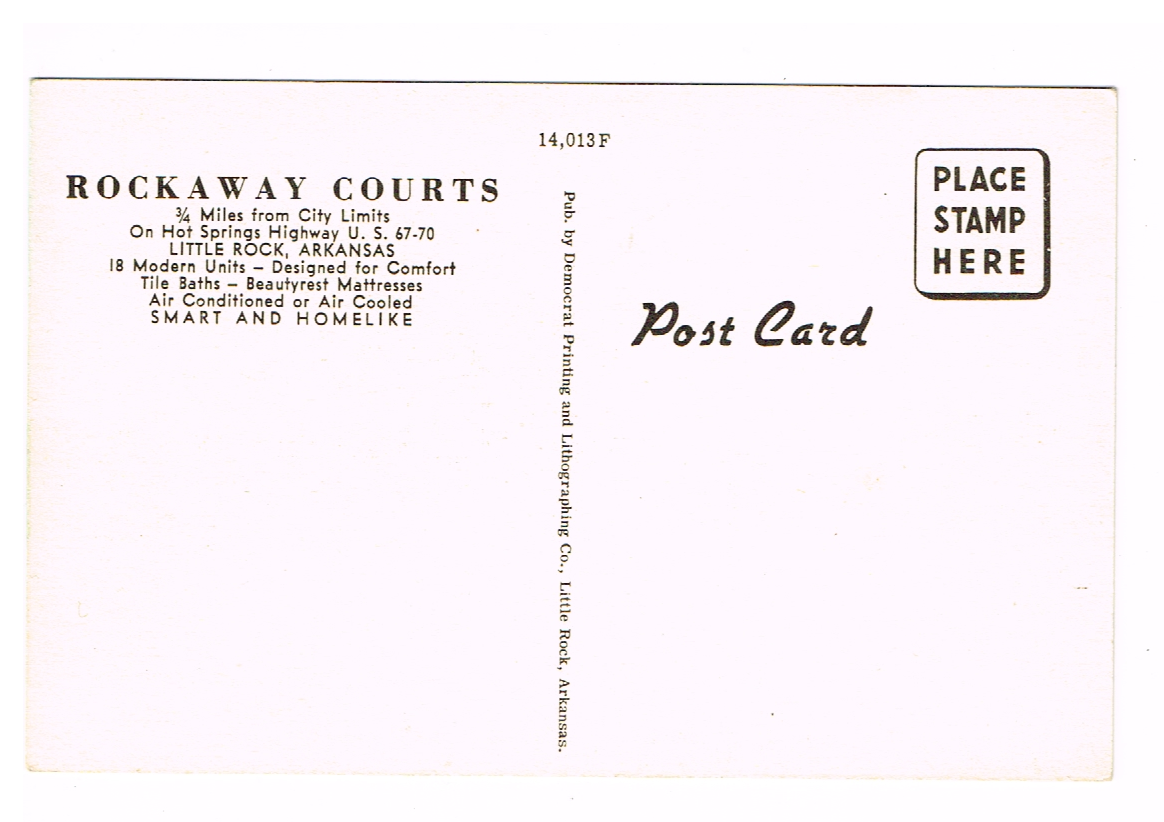 14,013F
ROCKAWAY COURTS
¾ Miles from City Limits
On Hot Springs Highway U. S. 67-70
LITTLE ROCK, ARKANSAS
18 Modern Units – Designed for Comfort
Tile Baths – Beautyrest Mattresses
Air Conditioned or Air Cooled
SMART AND HOMELIKE
Pub. by Democrat Printing and Lithographing Co., Little Rock, Arkansas.
PLACE
STAMP
HERE
Post Card